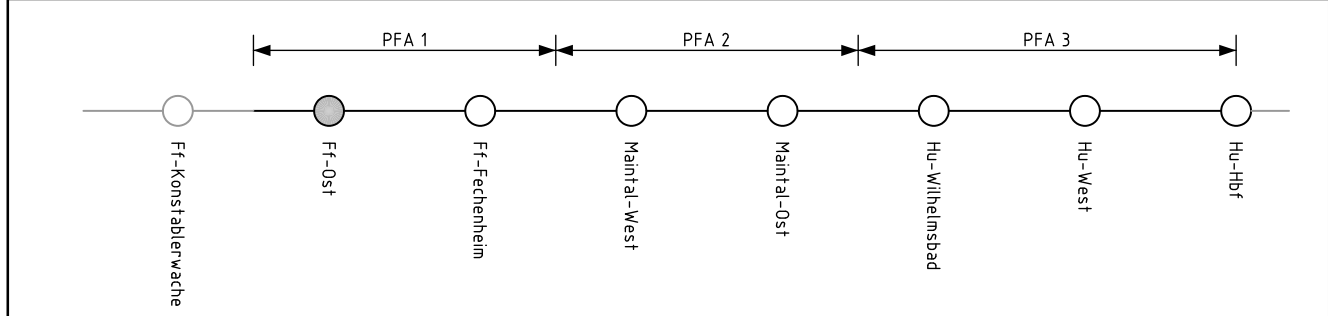 PFA 1
PFA 2
PFA 3
Ff-Konstablerwache
Ff-Ost
Ff-Fechenheim
Maintal-West
Maintal-Ost
Hu-Wilhelmsbad
Hu-West
Hu-Hbf